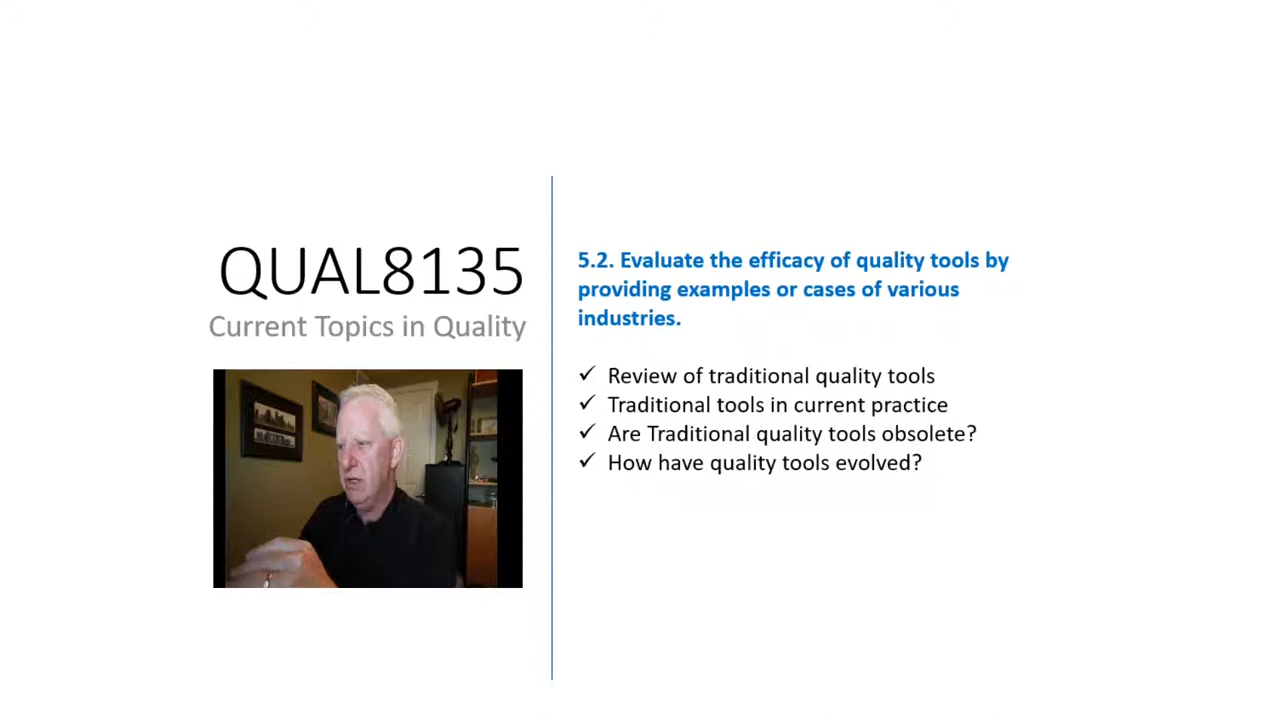 QUAL8135
Current Topics in Quality
5.2. Evaluate the efficacy of quality tools by
providing examples or cases of various
industries.
✓ Review of traditional quality tools
✓ Traditional tools in current practice
✓ Are Traditional quality tools obsolete?
✓ How have quality tools evolved?